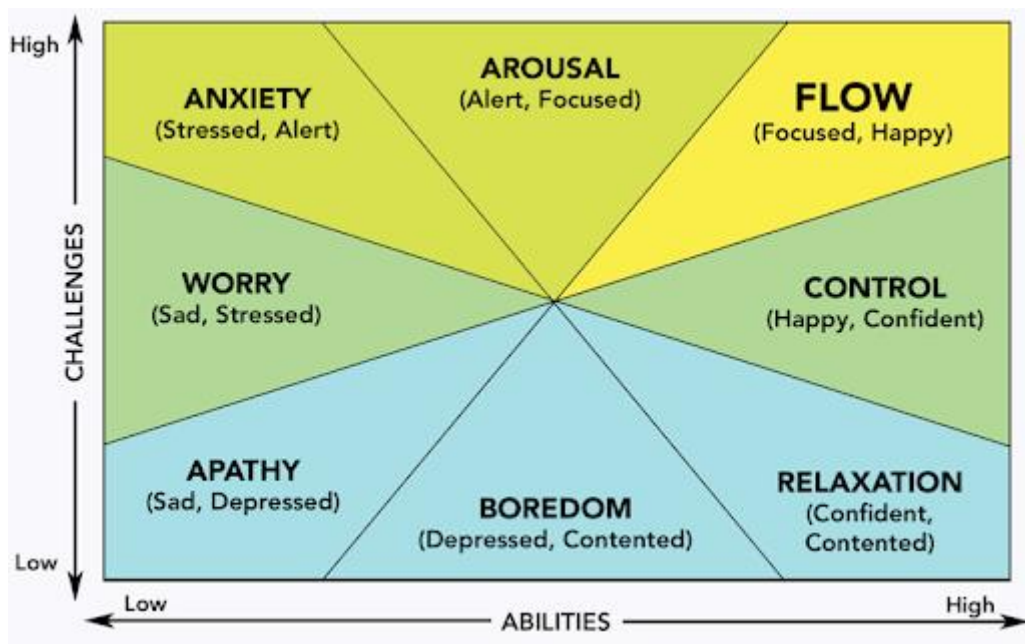 High
ANXIETY
(Stressed, Alert)
AROUSAL
(Alert, Focused)
FLOW
(Focused, Happy)
CHALLENGES
WORRY
(Sad, Stressed)
CONTROL
(Happy, Confident)
APATHY
(Sad, Depressed)
BOREDOM
(Depressed, Contented)
RELAXATION
(Confident,
Contented)
Low
Low
ABILITIES
High